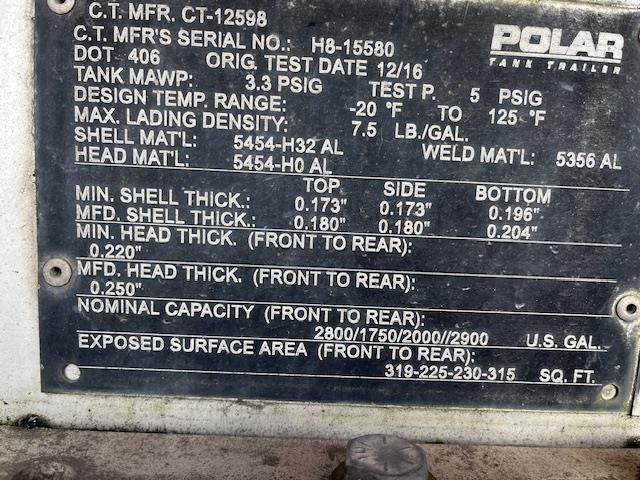 C.T. MFR. CT-12598
C.T. MFR'S SERIAL NO.: H8-15580
POLAR
TANK TRAILER
DOT 406 ORIG. TEST DATE 12/16
TANK MAWP: 3.3 PSIG TEST P. 5 PSIG
DESIGN TEMP. RANGE: -20 °F TO 125 °F
MAX. LADING DENSITY: 7.5 LB./GAL.
SHELL MAT'L: 5454-H32 AL WELD MAT'L: 5356 AL
HEAD MAT'L: 5454-H0 AL
TOP SIDE BOTTOM
MIN. SHELL THICK.: 0.173" 0.173" 0.196"
MFD. SHELL THICK.: 0.180" 0.180" 0.204"
MIN. HEAD THICK. (FRONT TO REAR):
0.220"
MFD. HEAD THICK. (FRONT TO REAR):
0.250"
NOMINAL CAPACITY (FRONT TO REAR):
2800/1750/2000//2900 U.S. GAL.
EXPOSED SURFACE AREA (FRONT TO REAR):
319-225-230-315 SQ. FT.